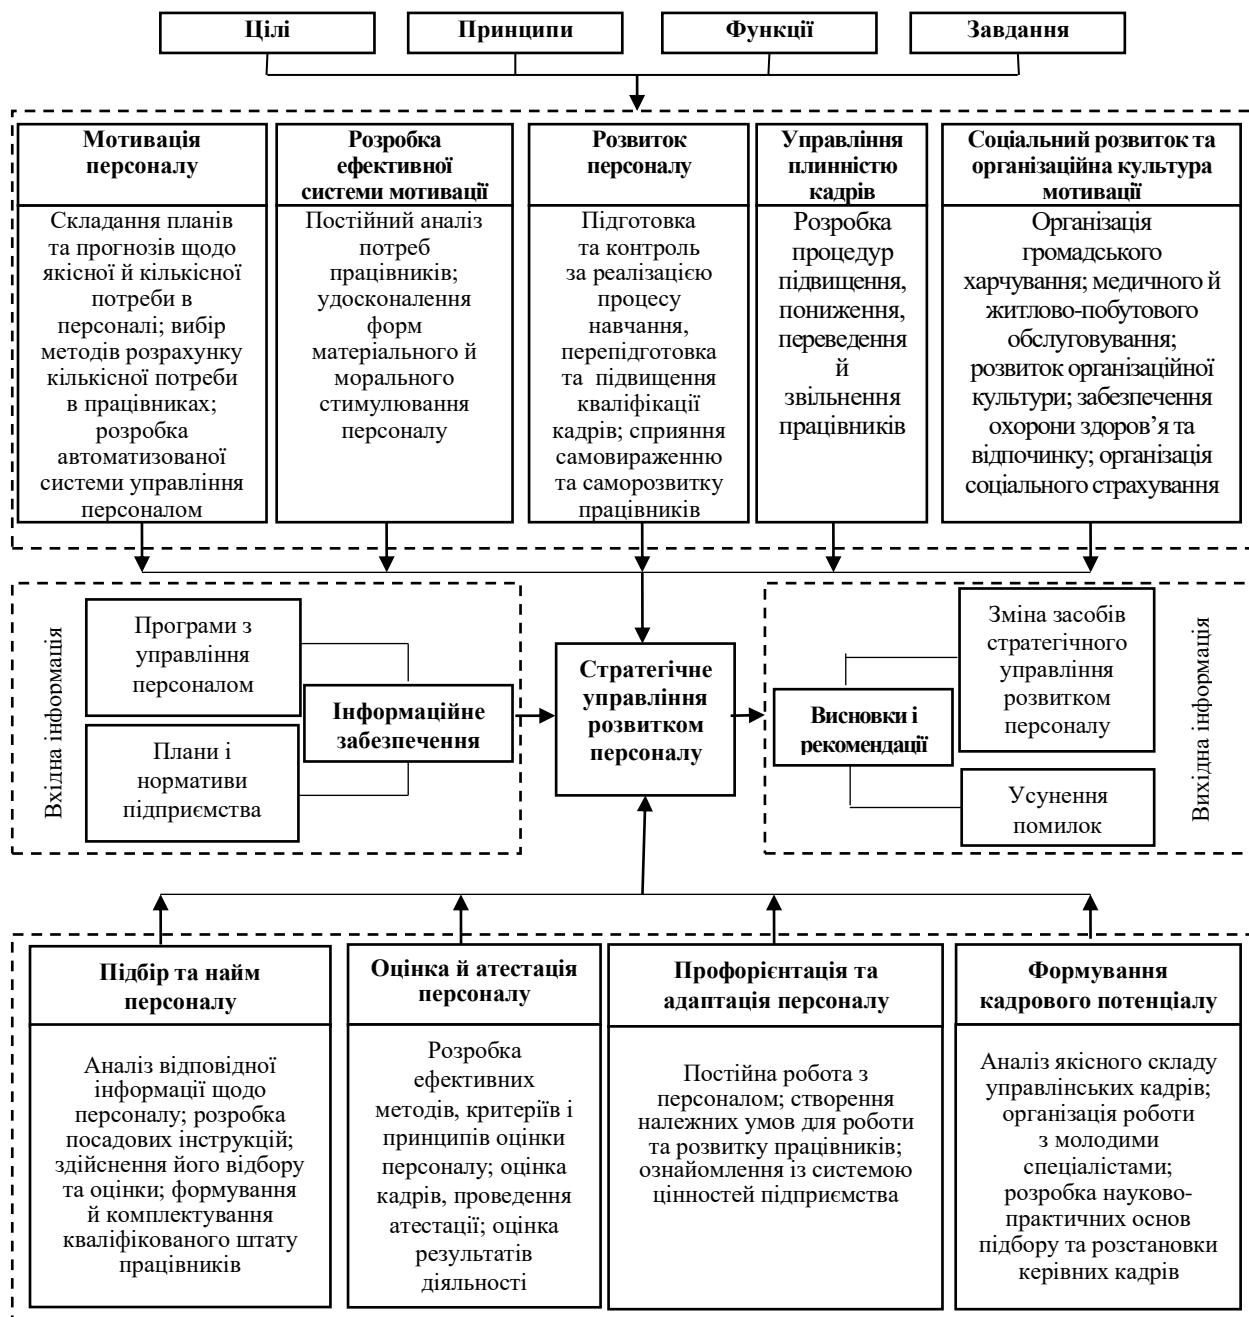 Цілі
Принципи
Функції
Завдання
Мотивація
персоналу
Складання планів
та прогнозів щодо
якісної й кількісної
потреби в
персоналі; вибір
методів розрахунку
кількісної потреби
в працівниках;
розробка
автоматизованої
системи управління
персоналом
Розробка
ефективної
системи мотивації
Постійний аналіз
потреб
працівників;
удосконалення
форм
матеріального й
морального
стимулювання
персоналу
Розвиток
персоналу
Підготовка
та контроль
за реалізацією
процесу
навчання,
перепідготовка
та підвищення
кваліфікації
кадрів; сприяння
самовираженню
та саморозвитку
працівників
Управління
плинністю
кадрів
Розробка
процедур
підвищення,
пониження,
переведення
й
звільнення
працівників
Соціальний розвиток та
організаційна культура
мотивації
Організація
громадського
харчування; медичного й
житлово-побутового
обслуговування;
розвиток організаційної
культури; забезпечення
охорони здоров’я та
відпочинку; організація
соціального страхування
Вхідна інформація
Програми з
управління
персоналом
Плани і
нормативи
підприємства
Інформаційне
забезпечення
Стратегічне
управління
розвитком
персоналу
Висновки і
рекомендації
Зміна засобів
стратегічного
управління
розвитком
персоналу
Усунення
помилок
Вихідна інформація
Підбір та найм
персоналу
Аналіз відповідної
інформації щодо
персоналу; розробка
посадових інструкцій;
здійснення його відбору
та оцінки; формування
й комплектування
кваліфікованого штату
працівників
Оцінка й атестація
персоналу
Розробка
ефективних
методів, критеріїв і
принципів оцінки
персоналу; оцінка
кадрів, проведення
атестації; оцінка
результатів
діяльності
Профорієнтація та
адаптація персоналу
Постійна робота з
персоналом; створення
належних умов для роботи
та розвитку працівників;
ознайомлення із системою
цінностей підприємства
Формування
кадрового потенціалу
Аналіз якісного складу
управлінських кадрів;
організація роботи
з молодими
спеціалістами;
розробка науково-
практичних основ
підбору та розстановки
керівних кадрів